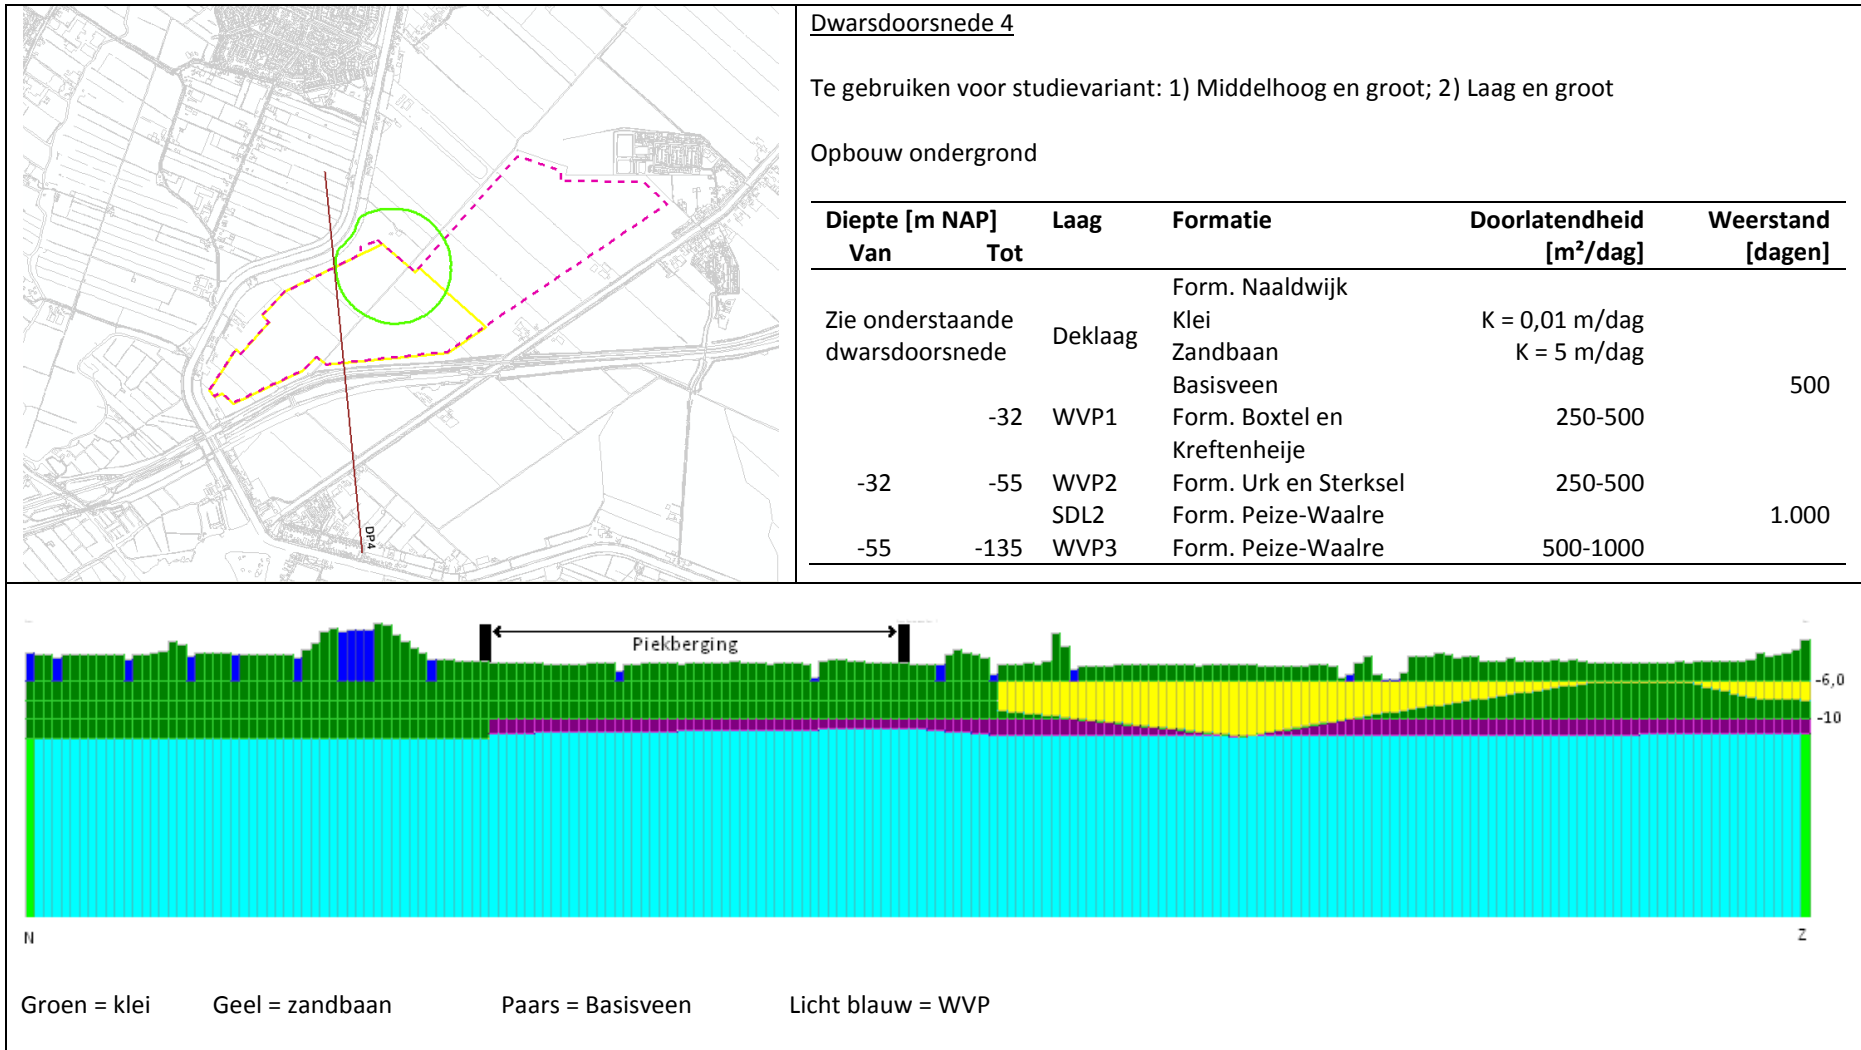 Dwarsdoorsnede 4
Te gebruiken voor studievariant: 1) Middelhoog en groot; 2) Laag en groot
Opbouw ondergrond
Diepte [m NAP] Laag Formatie Doorlatendheid Weerstand
Van Tot [m²/dag] [dagen]
Form. Naaldwijk
Zie onderstaande Klei K = 0,01 m/dag
Deklaag
dwarsdoorsnede Zandbaan K = 5 m/dag
Basisveen 500
-32 WVP1 Form. Boxtel en 250-500
Kreftenheije
-32 -55 WVP2 Form. Urk en Sterksel 250-500
SDL2 Form. Peize-Waalre 1.000
-55 -135 WVP3 Form. Peize-Waalre 500-1000
DP4
Piekberging
-6,0
-10
N Z
Groen = klei Geel = zandbaan Paars = Basisveen Licht blauw = WVP